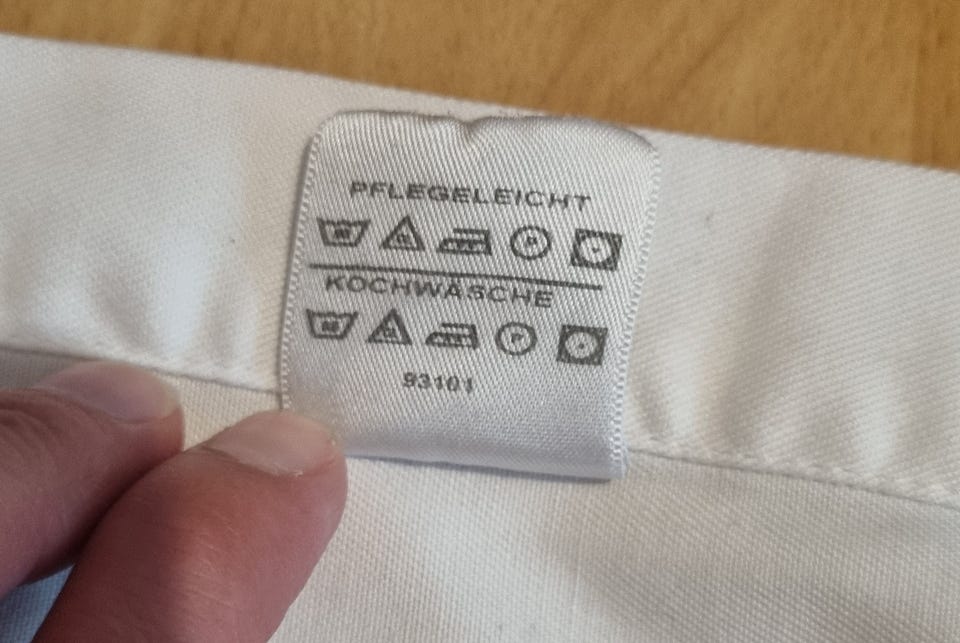 PFLEGELEICHT
P
KOCHWÄSCHE
P
93101